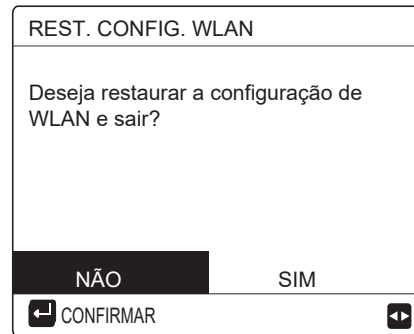 REST. CONFIG. WLAN
Deseja restaurar a configuração de
WLAN e sair?
NÃO SIM
CONFIRMAR